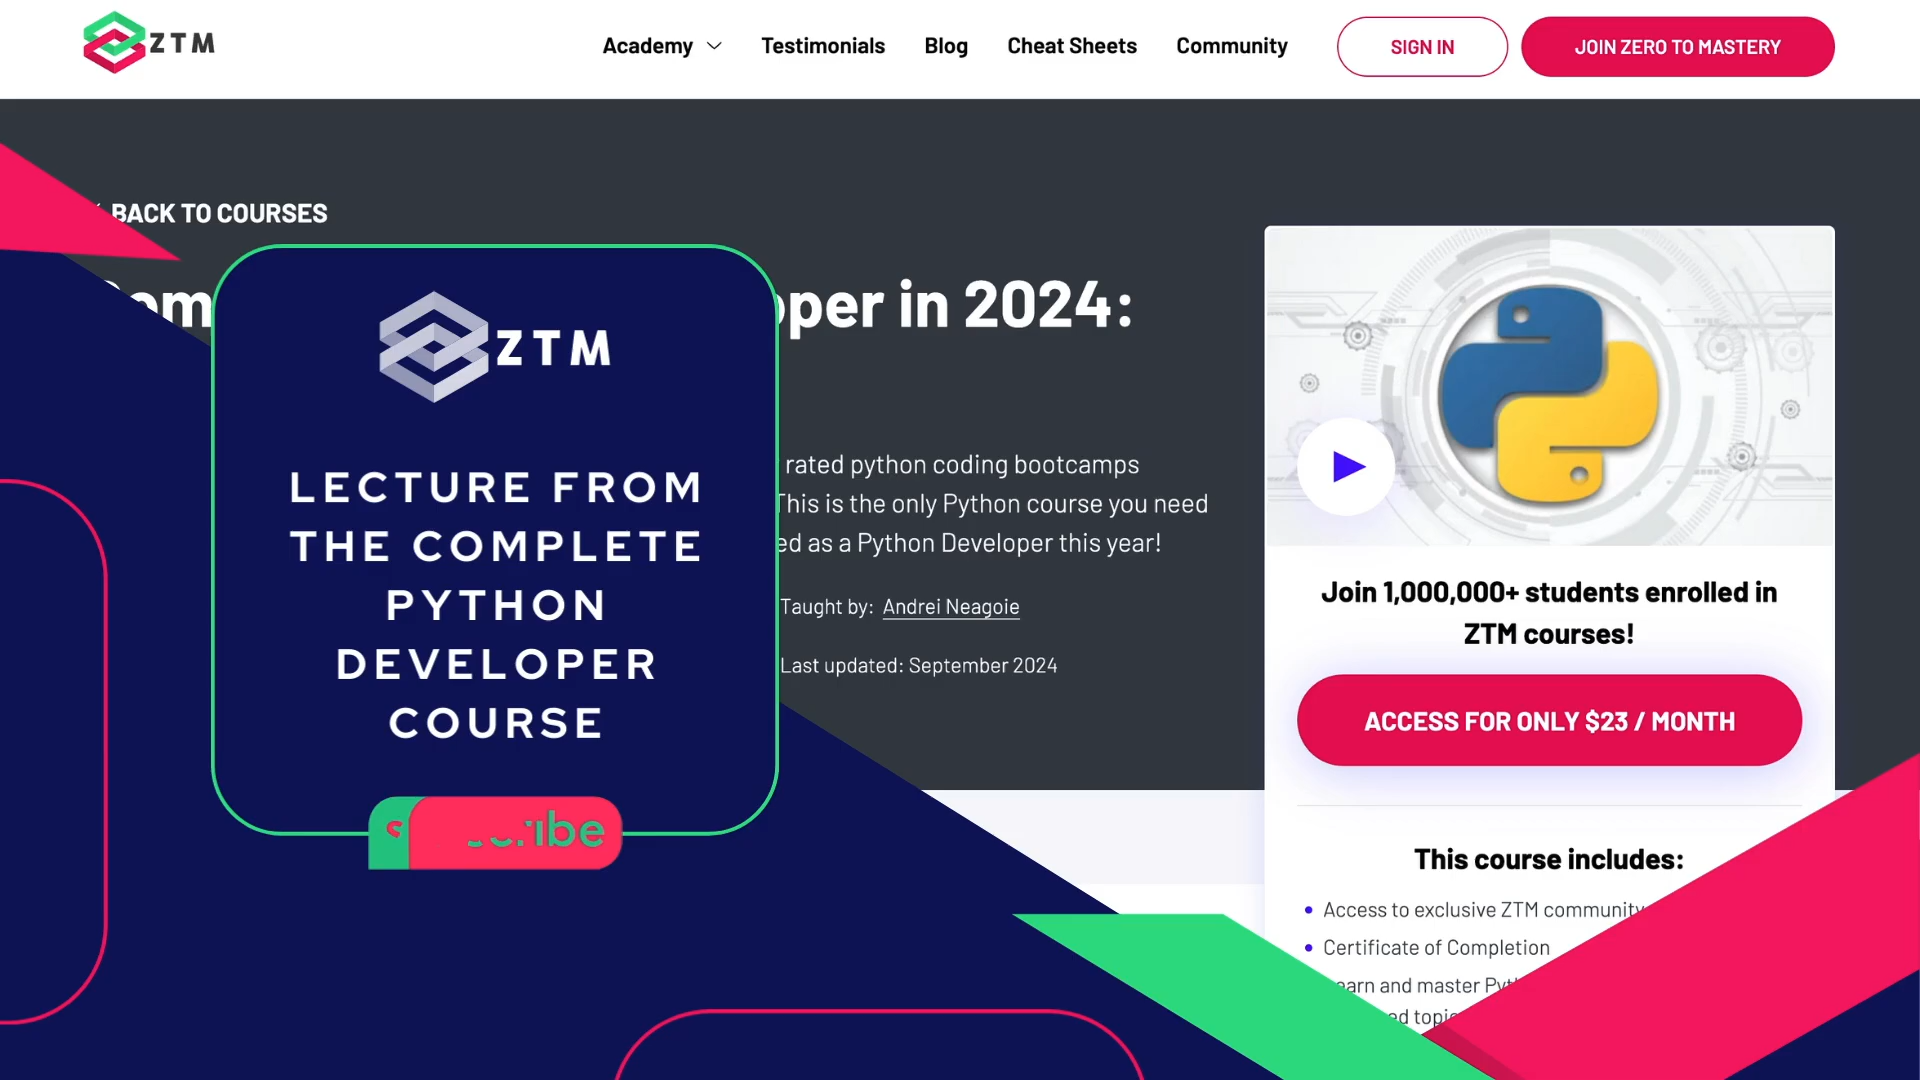 ZTM
Academy
Testimonials
Blog
Cheat Sheets
Community
SIGN IN
JOIN ZERO TO MASTERY
BACK TO COURSES
in 2024:
rated python coding bootcamps
This is the only Python course you need
as a Python Developer this year!
Taught by: Andrei Neagoie
Last updated: September 2024
ZTM
LECTURE FROM
THE COMPLETE
PYTHON
DEVELOPER
COURSE
Join 1,000,000+ students enrolled in
ZTM courses!
ACCESS FOR ONLY $23 / MONTH
This course includes:
Access to exclusive ZTM community
Certificate of Completion
and master